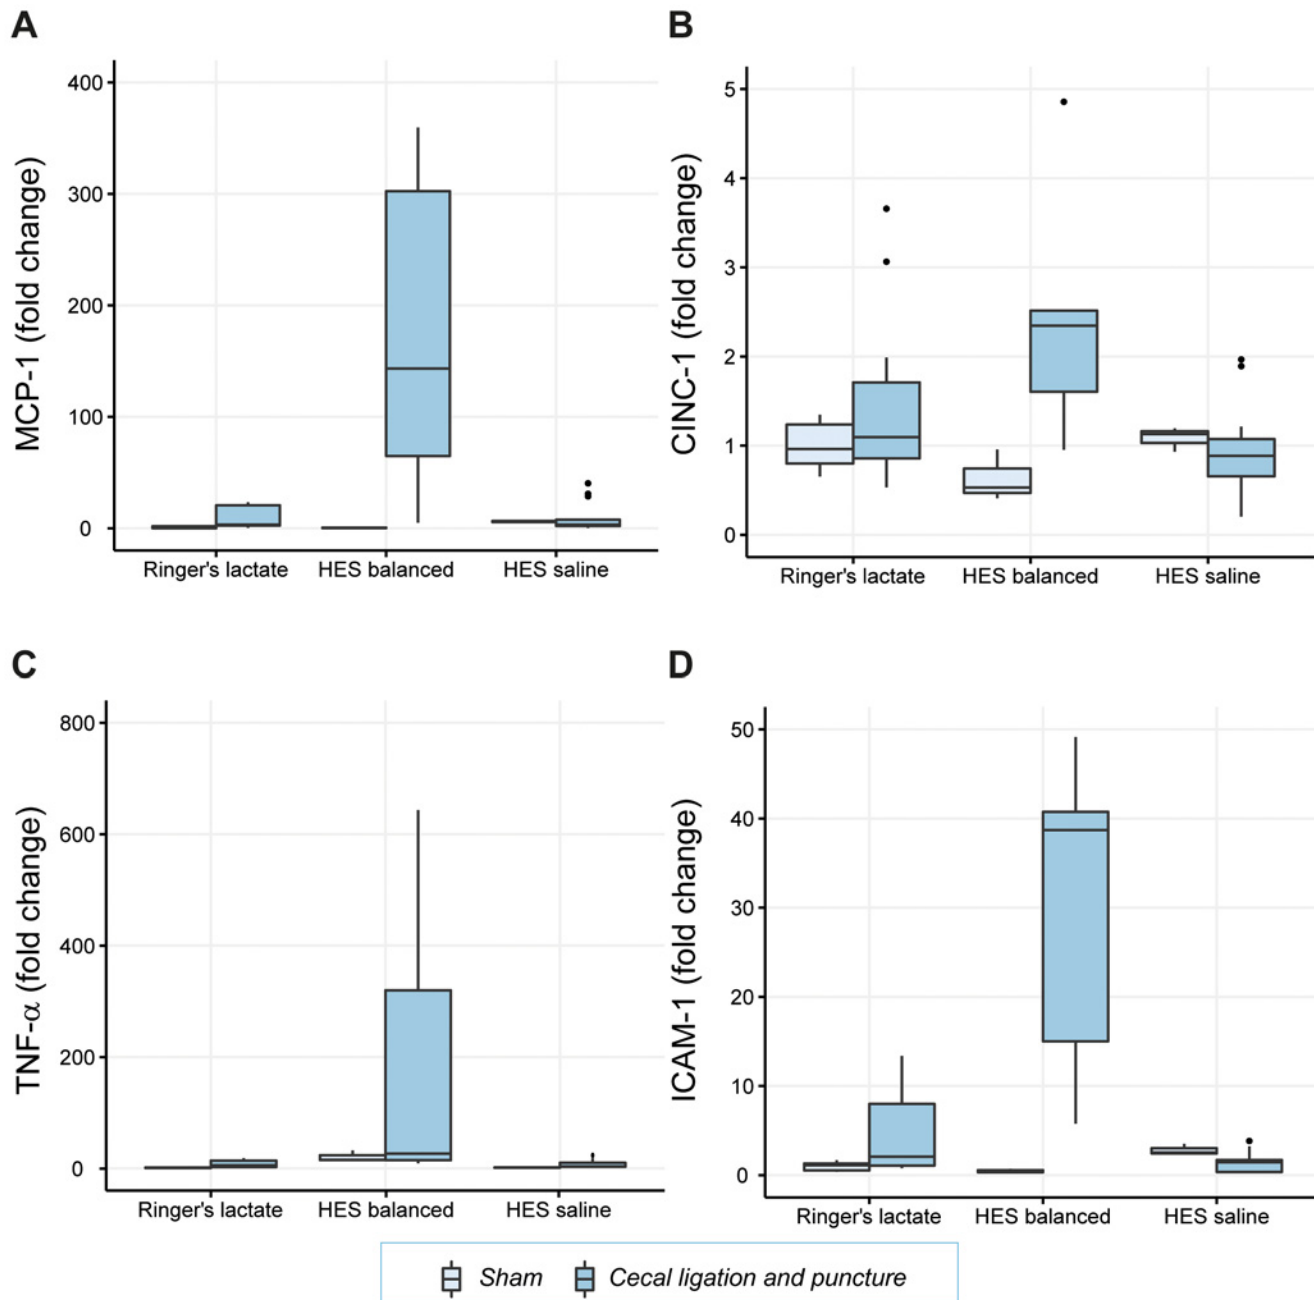 A
MCP-1 (fold change)
400
300
200
100
0
Ringer's lactate HES balanced HES saline
B
CINC-1 (fold change)
5
4
3
2
1
0
Ringer's lactate HES balanced HES saline
C
TNF-α (fold change)
800
600
400
200
0
Ringer's lactate HES balanced HES saline
D
ICAM-1 (fold change)
50
40
30
20
10
0
Ringer's lactate HES balanced HES saline
Sham Cecal ligation and puncture